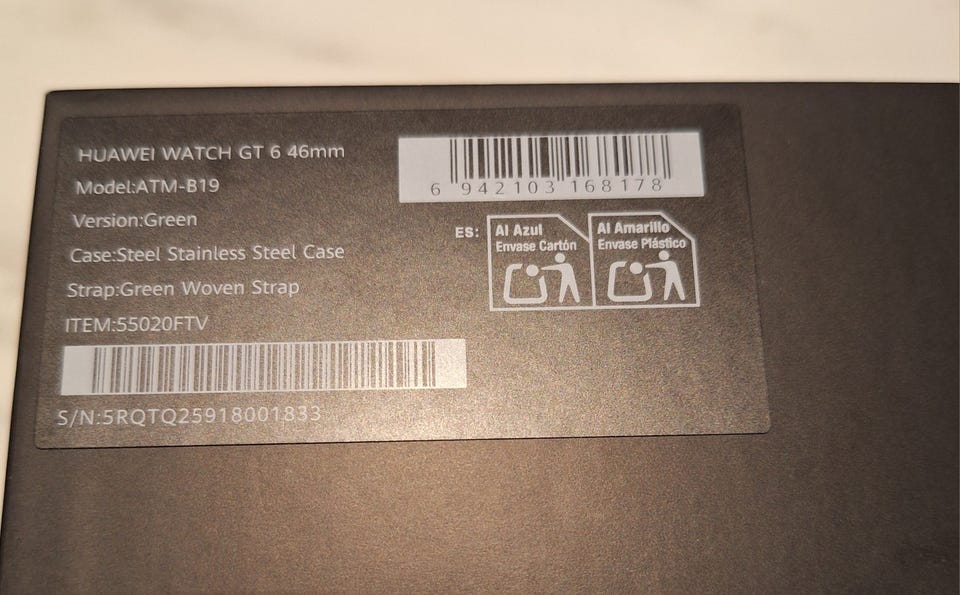 HUAWEI WATCH GT 6 46mm
Model:ATM-B19
Version:Green
Case:Steel Stainless Steel Case
Strap:Green Woven Strap
ITEM:55020FTV
S/N:5RQTQ25918001833
6 942103 168178
ES:
Al Azul
Envase Cartón
Al Amarillo
Envase Plástico